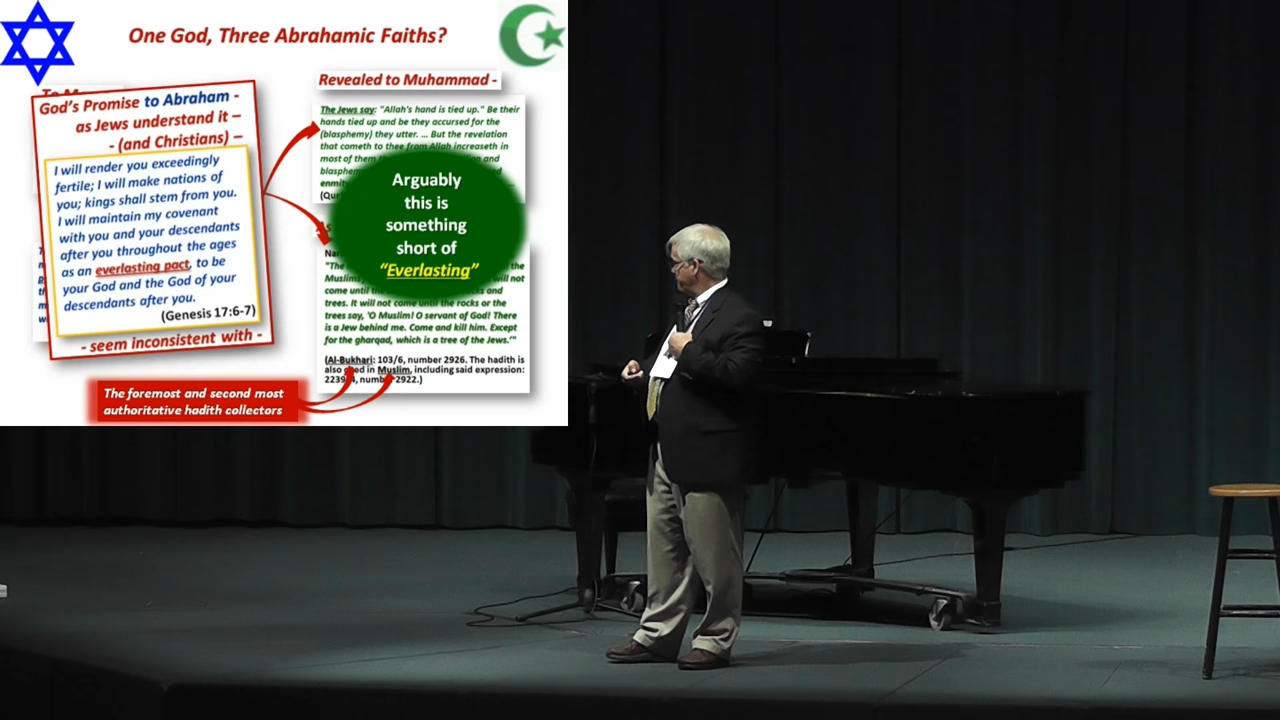 One God, Three Abrahamic Faiths?
God's Promise to Abraham -
as Jews understand it –
- (and Christians) –
I will render you exceedingly
fertile; I will make nations of
you; kings shall stem from you.
I will maintain my covenant
with you and your descendants
after you throughout the ages
as an everlasting pact, to be
your God and the God of your
descendants after you.
(Genesis 17:6-7)
- seem inconsistent with -
Revealed to Muhammad -
The Jews say: "Allah's hand is tied up." Be their
hands tied up and be they accursed for the
(blasphemy) they utter. ... But the revelation
that cometh to thee from Allah increaseth in
most of them
blasphem
enmity
Arguably
this is
something
short of
"Everlasting"
"The
Muslims
come until
trees. It will not come until the rocks or the
trees say, 'O Muslim! O servant of God! There
is a Jew behind me. Come and kill him. Except
for the gharqad, which is a tree of the Jews.'"
(Al-Bukhari: 103/6, number 2926. The hadith is
also in Muslim, including said expression:
2922.)
The foremost and second most
authoritative hadith collectors